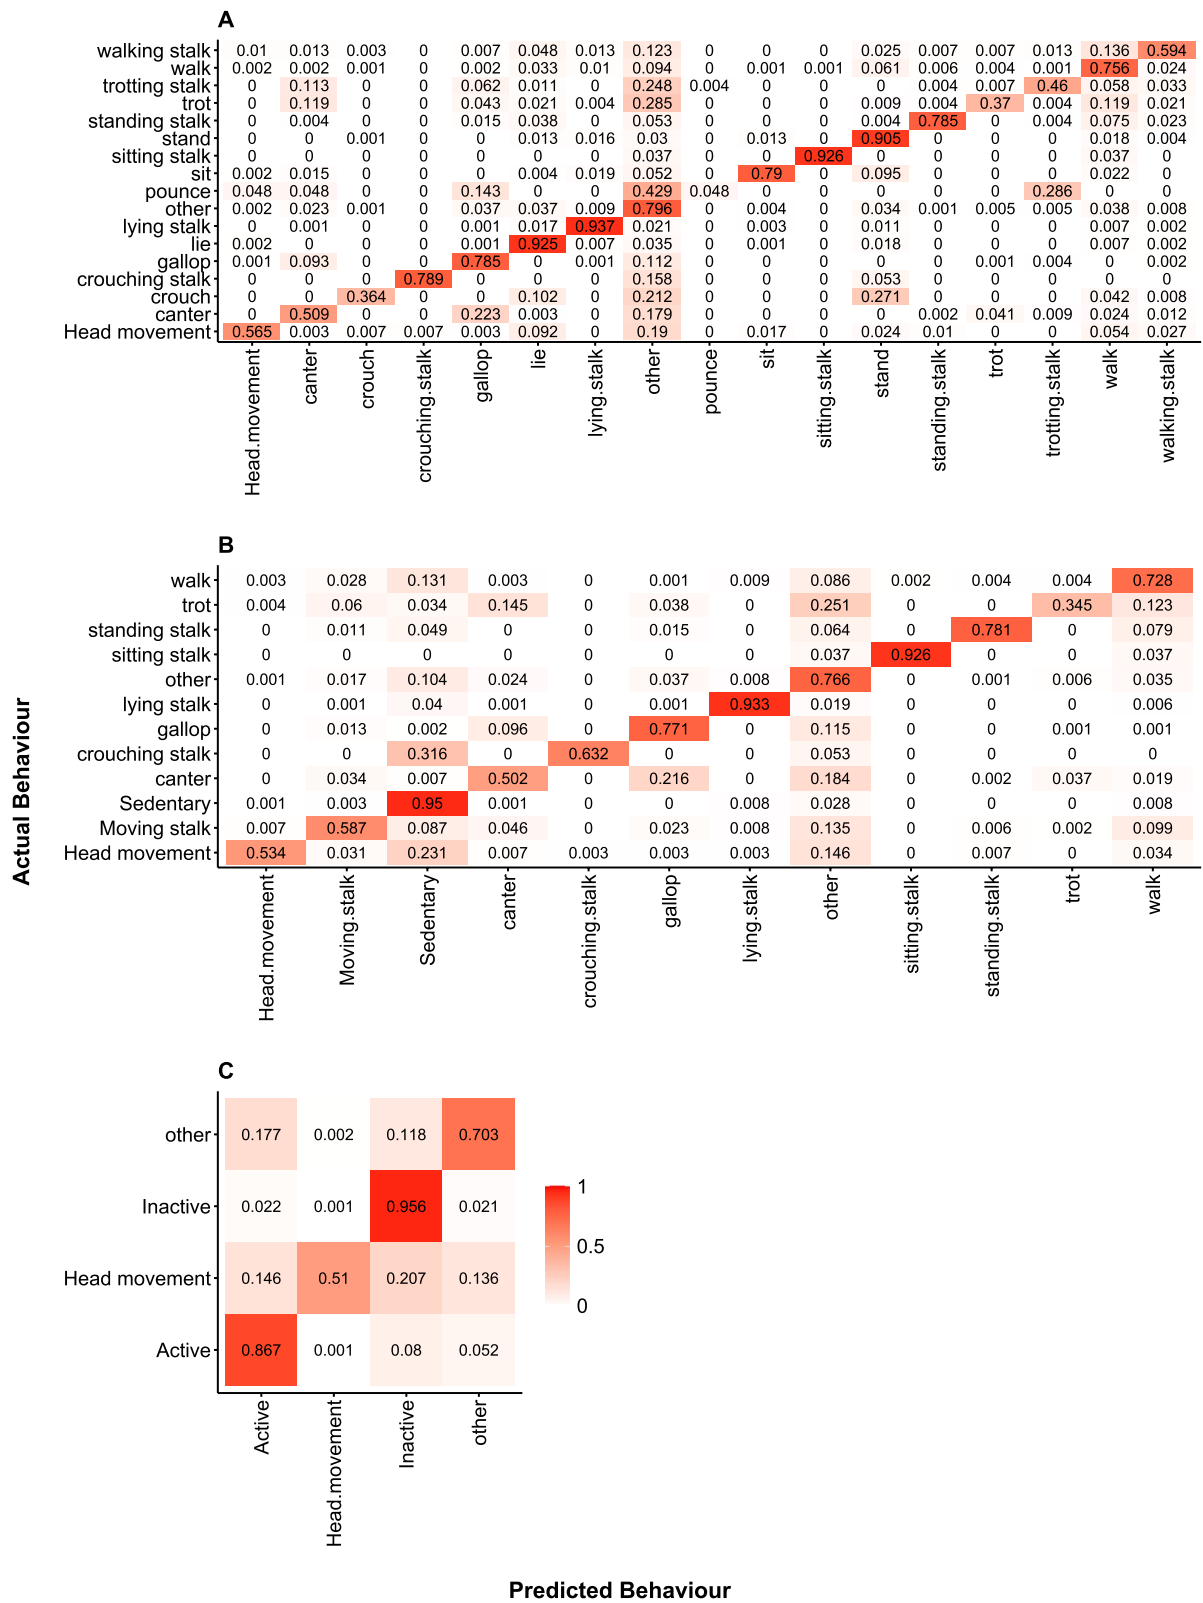 A
walking stalk 0.01 0.013 0.003 0 0.007 0.048 0.013 0.123 0 0 0 0.025 0.007 0.007 0.013 0.136 0.594
walk 0.002 0.002 0.001 0 0.002 0.033 0.01 0.094 0 0.001 0.001 0.061 0.006 0.004 0.001 0.756 0.024
trotting stalk 0 0.113 0 0 0.062 0.011 0 0.248 0.004 0 0 0 0.004 0.007 0.46 0.058 0.033
trot 0 0.119 0 0 0.043 0.021 0.004 0.285 0 0 0 0.009 0.004 0.37 0.004 0.119 0.021
standing stalk 0 0.004 0 0 0.015 0.038 0 0.053 0 0 0 0.004 0.785 0 0.004 0.075 0.023
stand 0 0 0.001 0 0 0.013 0.016 0.03 0 0.013 0 0.905 0 0 0 0.018 0.004
sitting stalk 0 0 0 0 0 0 0 0.037 0 0 0.926 0 0 0 0 0.037 0
sit 0.002 0.015 0 0 0 0.004 0.019 0.052 0 0.79 0 0.095 0 0 0 0.022 0
pounce 0.048 0.048 0 0 0.143 0 0 0.429 0.048 0 0 0 0 0 0.286 0 0
other 0.002 0.023 0.001 0 0.037 0.037 0.009 0.796 0 0.004 0 0.034 0.001 0.005 0.005 0.038 0.008
lying stalk 0 0.001 0 0 0.001 0.017 0.937 0.021 0 0.003 0 0.011 0 0 0 0.007 0.002
lie 0.002 0 0 0 0.001 0.925 0.007 0.035 0 0.001 0 0.018 0 0 0 0.007 0.002
gallop 0.001 0.093 0 0 0.785 0 0.001 0.112 0 0 0 0 0 0.001 0.004 0 0.002
crouching stalk 0 0 0 0.789 0 0 0 0.158 0 0 0 0.053 0 0 0 0 0
crouch 0 0 0.364 0 0 0.102 0 0.212 0 0 0 0.271 0 0 0 0.042 0.008
canter 0 0.509 0 0 0.223 0.003 0 0.179 0 0 0 0 0.002 0.041 0.009 0.024 0.012
Head movement 0.565 0.003 0.007 0.007 0.003 0.092 0 0.19 0 0.017 0 0.024 0.01 0 0 0.054 0.027
Head.movement canter crouch crouching.stalk gallop lie lying.stalk other pounce sit sitting.stalk stand standing.stalk trot trotting.stalk walk walking.stalk
B
walk 0.003 0.028 0.131 0.003 0 0.001 0.009 0.086 0.002 0.004 0.004 0.728
trot 0.004 0.06 0.034 0.145 0 0.038 0 0.251 0 0 0.345 0.123
standing stalk 0 0.011 0.049 0 0 0.015 0 0.064 0 0.781 0 0.079
sitting stalk 0 0 0 0 0 0 0 0.037 0.926 0 0 0.037
other 0.001 0.017 0.104 0.024 0 0.037 0.008 0.766 0 0.001 0.006 0.035
lying stalk 0 0.001 0.04 0.001 0 0.001 0.933 0.019 0 0 0 0.006
gallop 0 0.013 0.002 0.096 0 0.771 0 0.115 0 0 0.001 0.001
crouching stalk 0 0 0.316 0 0.632 0 0 0.053 0 0 0 0
canter 0 0.034 0.007 0.502 0 0.216 0 0.184 0 0.002 0.037 0.019
Sedentary 0.001 0.003 0.95 0.001 0 0 0.008 0.028 0 0 0 0.008
Moving stalk 0.007 0.587 0.087 0.046 0 0.023 0.008 0.135 0 0.006 0.002 0.099
Head movement 0.534 0.031 0.231 0.007 0.003 0.003 0.003 0.146 0 0.007 0 0.034
Head.movement Moving.stalk Sedentary canter crouching.stalk gallop lying.stalk other sitting.stalk standing.stalk trot walk
Actual Behaviour
C
other 0.177 0.002 0.118 0.703
Inactive 0.022 0.001 0.956 0.021
Head movement 0.146 0.51 0.207 0.136
Active 0.867 0.001 0.08 0.052
Active Head.movement Inactive other
1
0.5
0
Predicted Behaviour